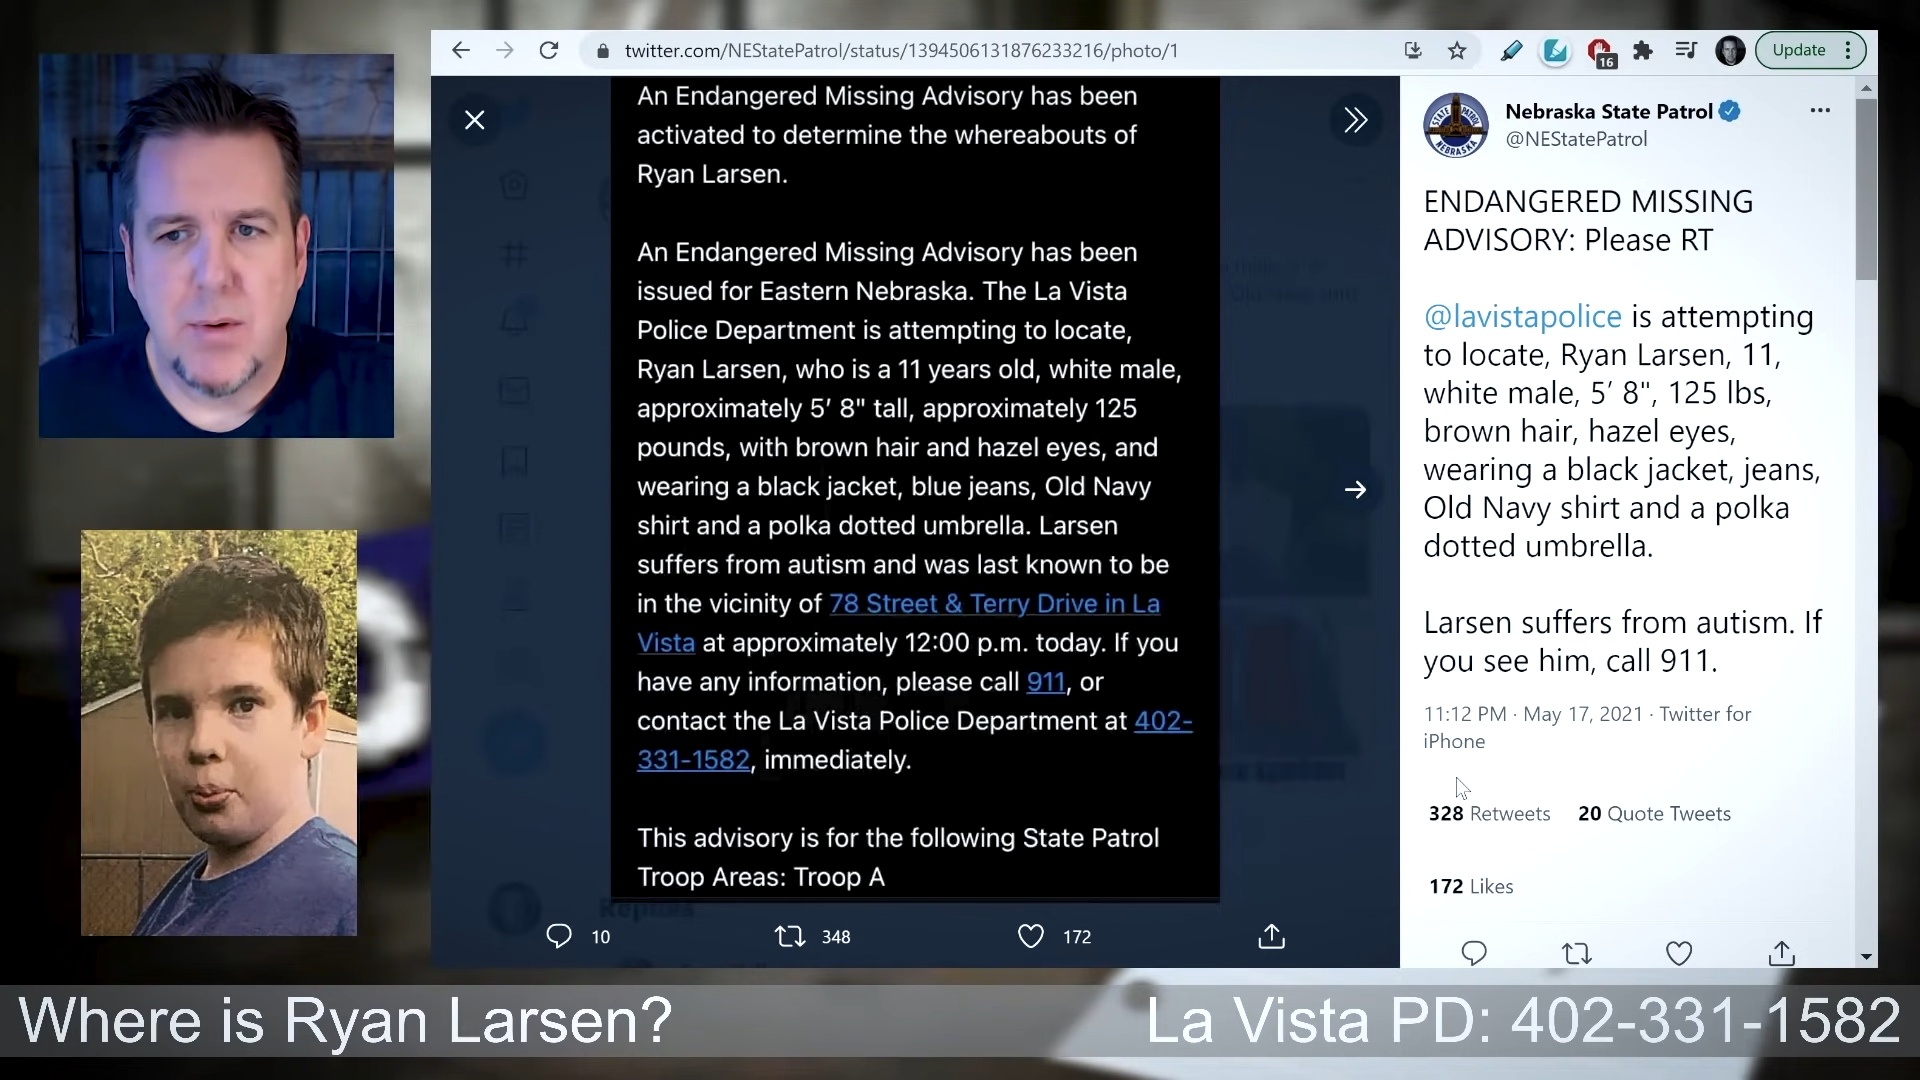 twitter.com/NEStatePatrol/status/1394506131876233216/photo/1
16
Update
An Endangered Missing Advisory has been
activated to determine the whereabouts of
Ryan Larsen.
An Endangered Missing Advisory has been
issued for Eastern Nebraska. The La Vista
Police Department is attempting to locate,
Ryan Larsen, who is a 11 years old, white male,
approximately 5’ 8" tall, approximately 125
pounds, with brown hair and hazel eyes, and
wearing a black jacket, blue jeans, Old Navy
shirt and a polka dotted umbrella. Larsen
suffers from autism and was last known to be
in the vicinity of 78 Street & Terry Drive in La
Vista at approximately 12:00 p.m. today. If you
have any information, please call 911, or
contact the La Vista Police Department at 402-
331-1582, immediately.
This advisory is for the following State Patrol
Troop Areas: Troop A
Replies
10
348
172
Nebraska State Patrol
@NEStatePatrol
STATE PATROL
NEBRASKA
ENDANGERED MISSING
ADVISORY: Please RT
@lavistapolice is attempting
to locate, Ryan Larsen, 11,
white male, 5’ 8", 125 lbs,
brown hair, hazel eyes,
wearing a black jacket, jeans,
Old Navy shirt and a polka
dotted umbrella.
Larsen suffers from autism. If
you see him, call 911.
11:12 PM · May 17, 2021 · Twitter for
iPhone
328 Retweets 20 Quote Tweets
172 Likes
Where is Ryan Larsen?
La Vista PD: 402-331-1582